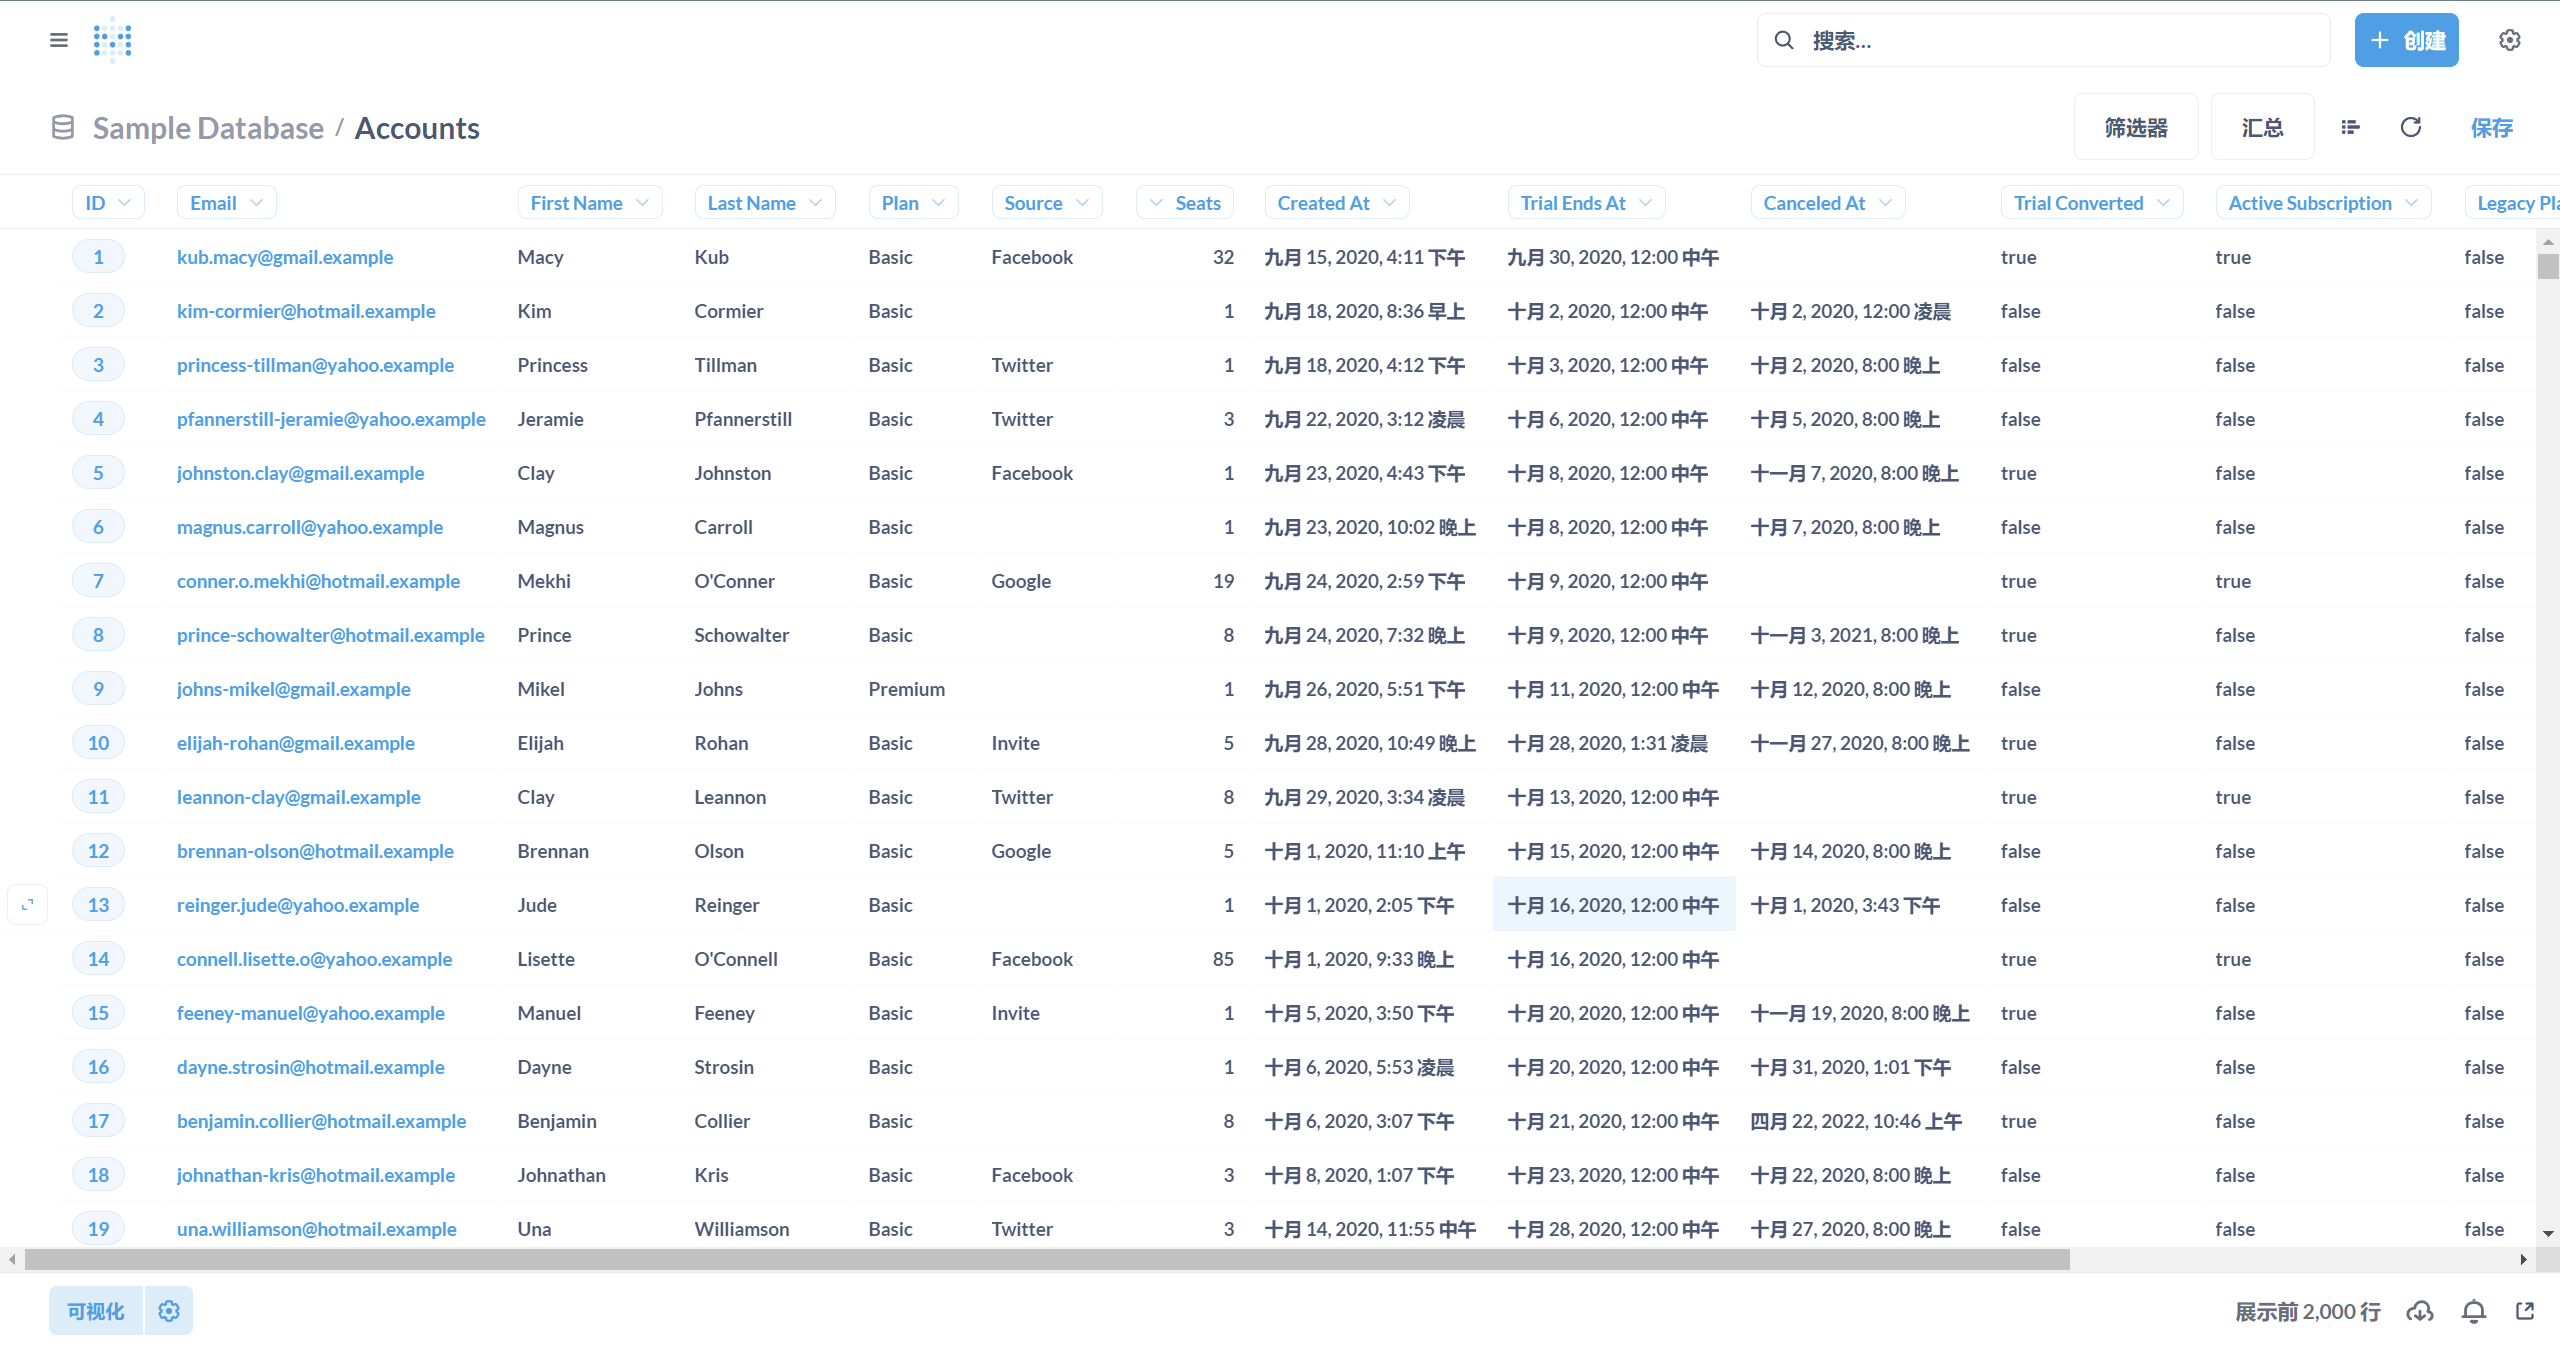 搜索...
创建
Sample Database / Accounts
筛选器 汇总 保存
ID Email First Name Last Name Plan Source Seats Created At Trial Ends At Canceled At Trial Converted Active Subscription Legacy Pla
1 kub.macy@gmail.example Macy Kub Basic Facebook 32 九月 15, 2020, 4:11 下午 九月 30, 2020, 12:00 中午 true true false
2 kim-cormier@hotmail.example Kim Cormier Basic 1 九月 18, 2020, 8:36 早上 十月 2, 2020, 12:00 中午 十月 2, 2020, 12:00 凌晨 false false false
3 princess-tillman@yahoo.example Princess Tillman Basic Twitter 1 九月 18, 2020, 4:12 下午 十月 3, 2020, 12:00 中午 十月 2, 2020, 8:00 晚上 false false false
4 pfannerstill-jeramie@yahoo.example Jeramie Pfannerstill Basic Twitter 3 九月 22, 2020, 3:12 凌晨 十月 6, 2020, 12:00 中午 十月 5, 2020, 8:00 晚上 false false false
5 johnston.clay@gmail.example Clay Johnston Basic Facebook 1 九月 23, 2020, 4:43 下午 十月 8, 2020, 12:00 中午 十一月 7, 2020, 8:00 晚上 true false false
6 magnus.carroll@yahoo.example Magnus Carroll Basic 1 九月 23, 2020, 10:02 晚上 十月 8, 2020, 12:00 中午 十月 7, 2020, 8:00 晚上 false false false
7 conner.o.mekhi@hotmail.example Mekhi O'Conner Basic Google 19 九月 24, 2020, 2:59 下午 十月 9, 2020, 12:00 中午 true true false
8 prince-schowalter@hotmail.example Prince Schowalter Basic 8 九月 24, 2020, 7:32 晚上 十月 9, 2020, 12:00 中午 十一月 3, 2021, 8:00 晚上 true false false
9 johns-mikel@gmail.example Mikel Johns Premium 1 九月 26, 2020, 5:51 下午 十月 11, 2020, 12:00 中午 十月 12, 2020, 8:00 晚上 false false false
10 elijah-rohan@gmail.example Elijah Rohan Basic Invite 5 九月 28, 2020, 10:49 晚上 十月 28, 2020, 1:31 凌晨 十一月 27, 2020, 8:00 晚上 true false false
11 leannon-clay@gmail.example Clay Leannon Basic Twitter 8 九月 29, 2020, 3:34 凌晨 十月 13, 2020, 12:00 中午 true true false
12 brennan-olson@hotmail.example Brennan Olson Basic Google 5 十月 1, 2020, 11:10 上午 十月 15, 2020, 12:00 中午 十月 14, 2020, 8:00 晚上 false false false
13 reinger.jude@yahoo.example Jude Reinger Basic 1 十月 1, 2020, 2:05 下午 十月 16, 2020, 12:00 中午 十月 1, 2020, 3:43 下午 false false false
14 connell.lisette.o@yahoo.example Lisette O'Connell Basic Facebook 85 十月 1, 2020, 9:33 晚上 十月 16, 2020, 12:00 中午 true true false
15 feeney-manuel@yahoo.example Manuel Feeney Basic Invite 1 十月 5, 2020, 3:50 下午 十月 20, 2020, 12:00 中午 十一月 19, 2020, 8:00 晚上 true false false
16 dayne.strosin@hotmail.example Dayne Strosin Basic 1 十月 6, 2020, 5:53 凌晨 十月 20, 2020, 12:00 中午 十月 31, 2020, 1:01 下午 false false false
17 benjamin.collier@hotmail.example Benjamin Collier Basic 8 十月 6, 2020, 3:07 下午 十月 21, 2020, 12:00 中午 四月 22, 2022, 10:46 上午 true false false
18 johnathan-kris@hotmail.example Johnathan Kris Basic Facebook 3 十月 8, 2020, 1:07 下午 十月 23, 2020, 12:00 中午 十月 22, 2020, 8:00 晚上 false false false
19 una.williamson@hotmail.example Una Williamson Basic Twitter 3 十月 14, 2020, 11:55 中午 十月 28, 2020, 12:00 中午 十月 27, 2020, 8:00 晚上 false false false
可视化 展示前 2,000 行